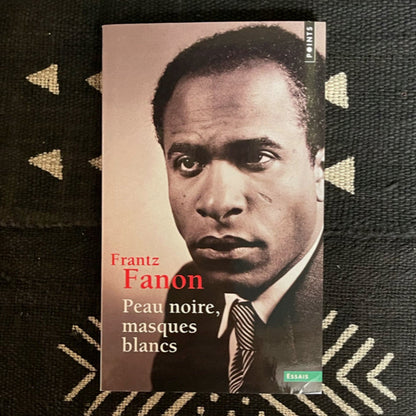 POINTS
Frantz
Fanon
Peau noire,
masques
blancs
ESSAIS